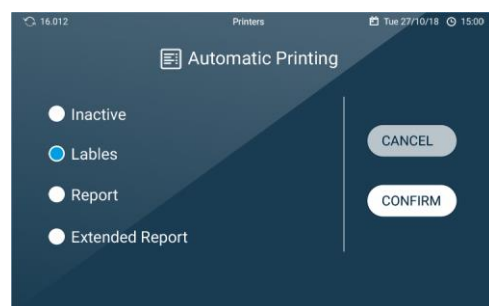 16.012 Printers Tue 27/10/18 15:00
Automatic Printing
Inactive
Lables
Report
Extended Report
CANCEL
CONFIRM